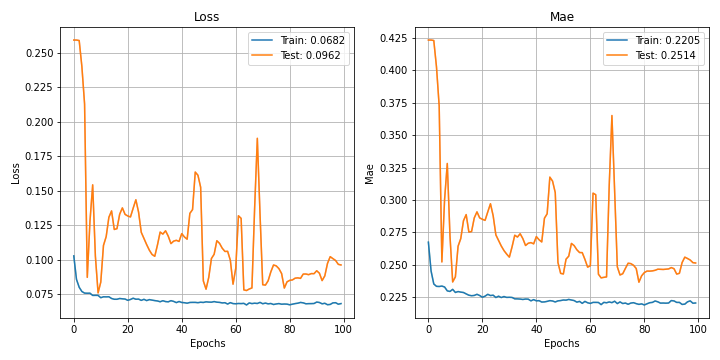 Loss
Train: 0.0682
Test: 0.0962
0.250
0.225
0.200
0.175
0.150
0.125
0.100
0.075
Loss
0
20
40
60
80
100
Epochs
Mae
Train: 0.2205
Test: 0.2514
0.425
0.400
0.375
0.350
0.325
0.300
0.275
0.250
0.225
Mae
0
20
40
60
80
100
Epochs